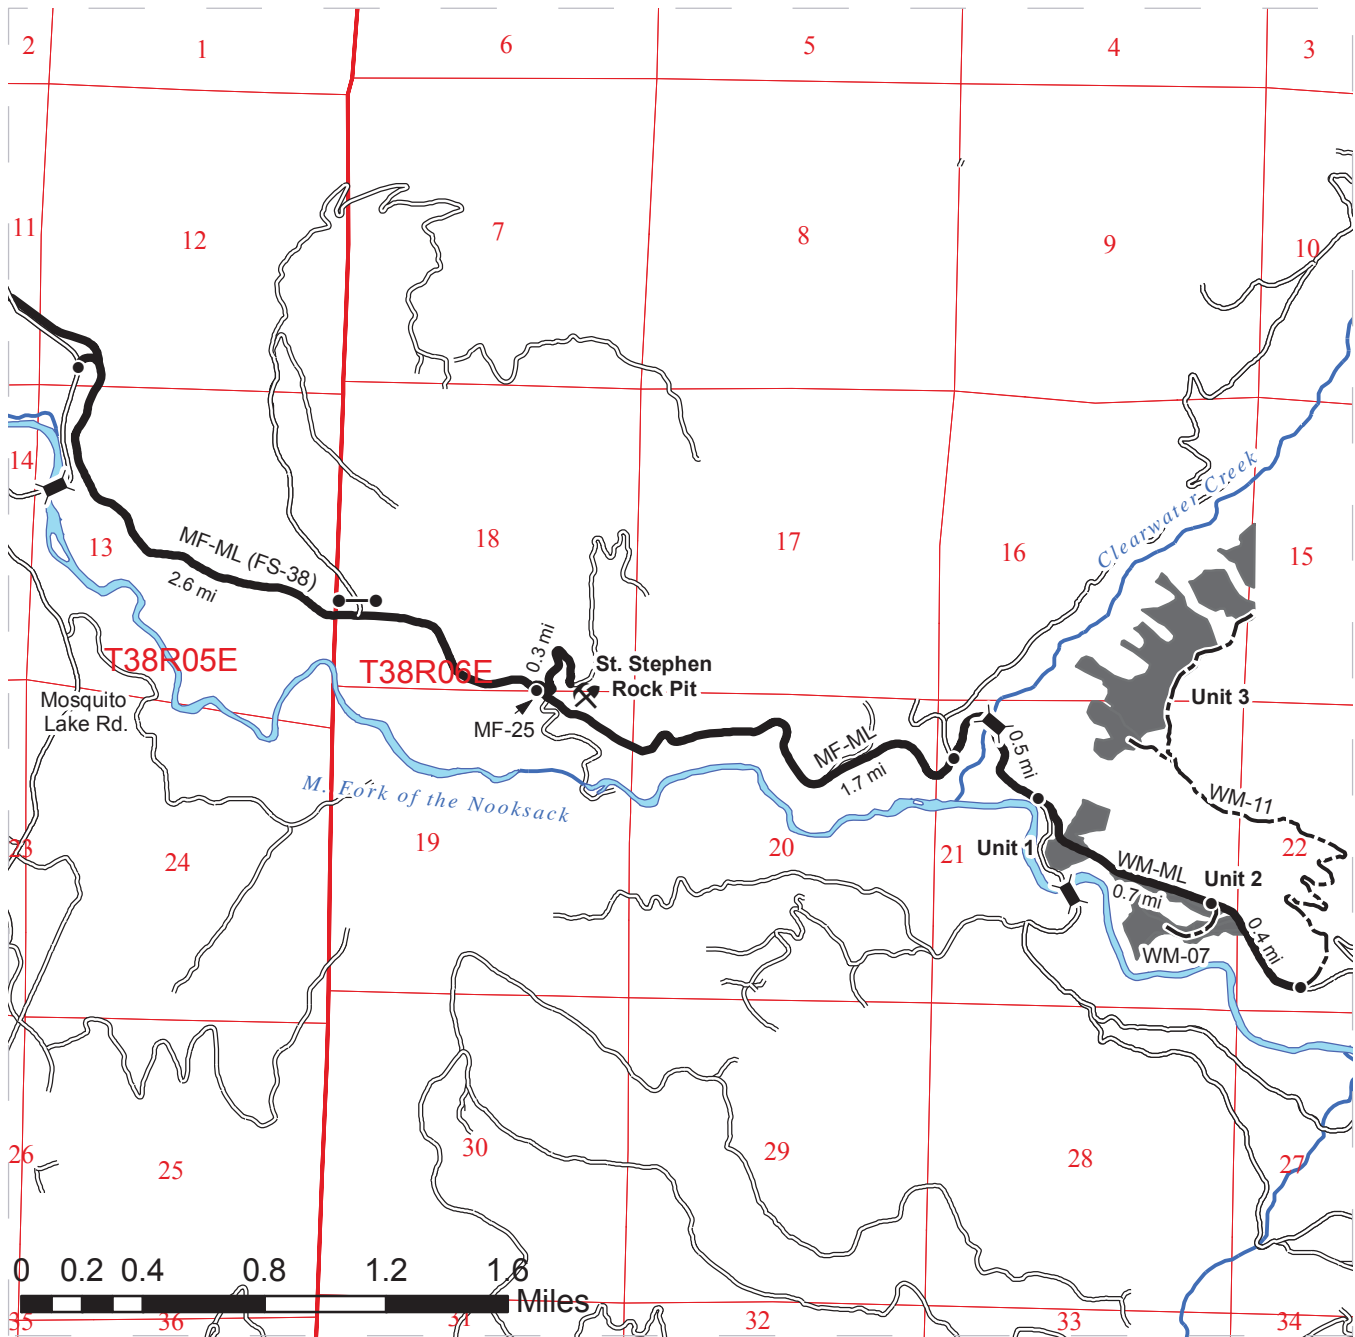 2
1
6
5
4
3
11
12
7
8
9
10
14
13
MF-ML (FS-38)
2.6 mi
18
17
16
15
Clearwater Creek
T38R05E
T38R06E
0.3 mi
St. Stephen
Rock Pit
MF-25
Mosquito
Lake Rd.
Unit 3
MF-ML
1.7 mi
0.5 mi
M. Fork of the Nooksack
WM-11
23
24
19
20
21
22
Unit 1
WM-ML
0.7 mi
Unit 2
0.4 mi
WM-07
26
25
30
29
28
27
0 0.2 0.4 0.8 1.2 1.6
Miles
35
36
31
32
33
34